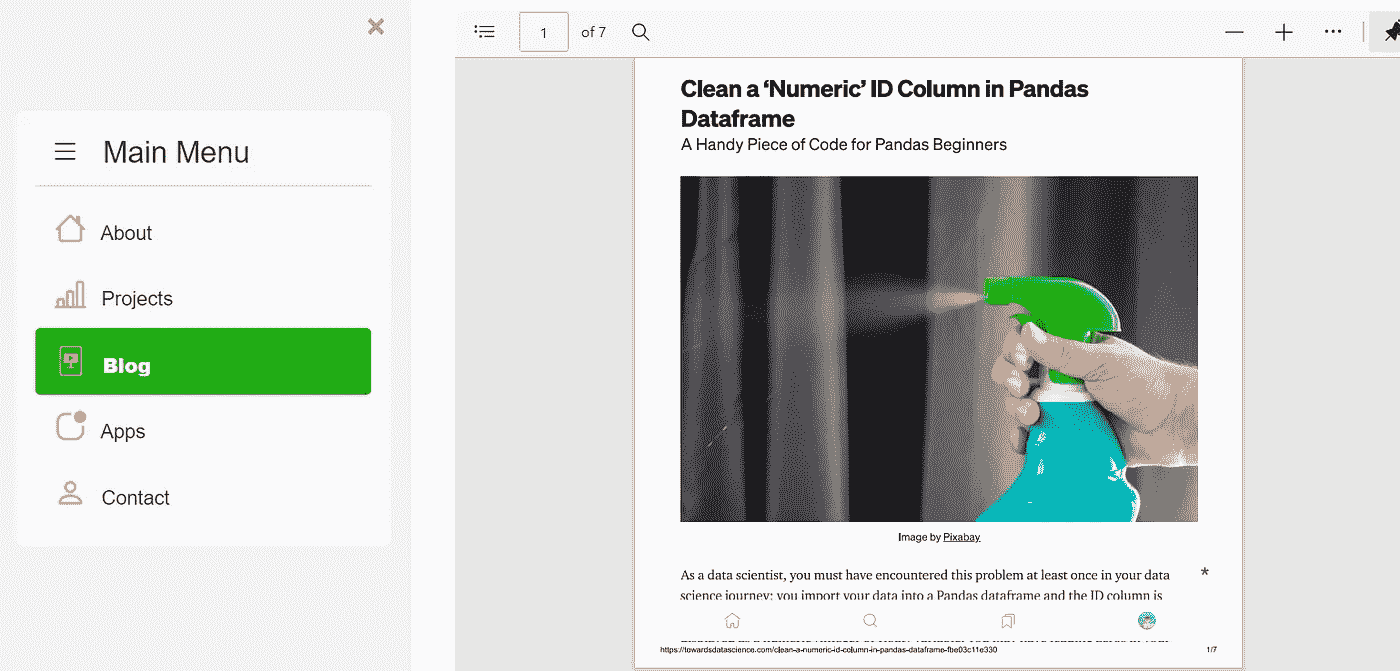 Main Menu
About
Projects
Blog
Apps
Contact
1 of 7
Clean a ‘Numeric’ ID Column in Pandas
Dataframe
A Handy Piece of Code for Pandas Beginners
Image by Pixabay
As a data scientist, you must have encountered this problem at least once in your data *
science journey: you import your data into a Pandas dataframe and the ID column is
https://towardsdatascience.com/clean-a-numeric-id-column-in-pandas-dataframe-fbe03c11e330 1/7